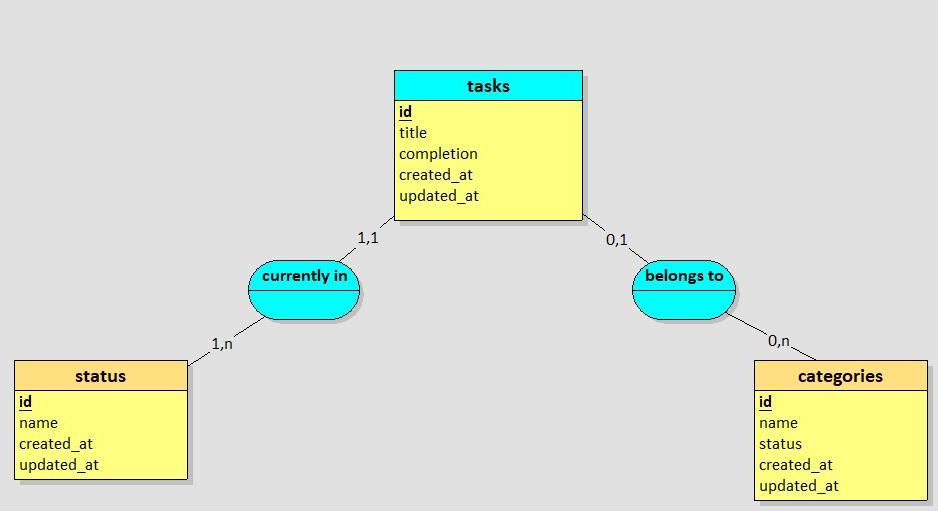 tasks
id
title
completion
created_at
updated_at
1,1
0,1
currently in
belongs to
1,n
0,n
status
id
name
created_at
updated_at
categories
id
name
status
created_at
updated_at